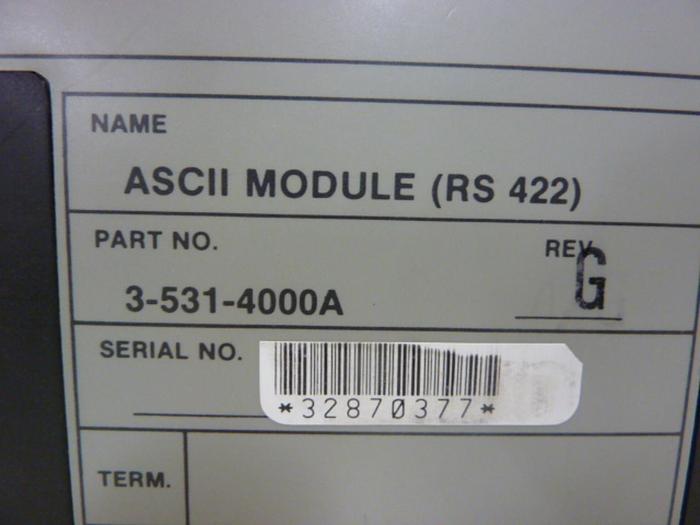 NAME
ASCII MODULE (RS 422)
PART NO.
REV
G
3-531-4000A
SERIAL NO.
*32870377*
TERM.